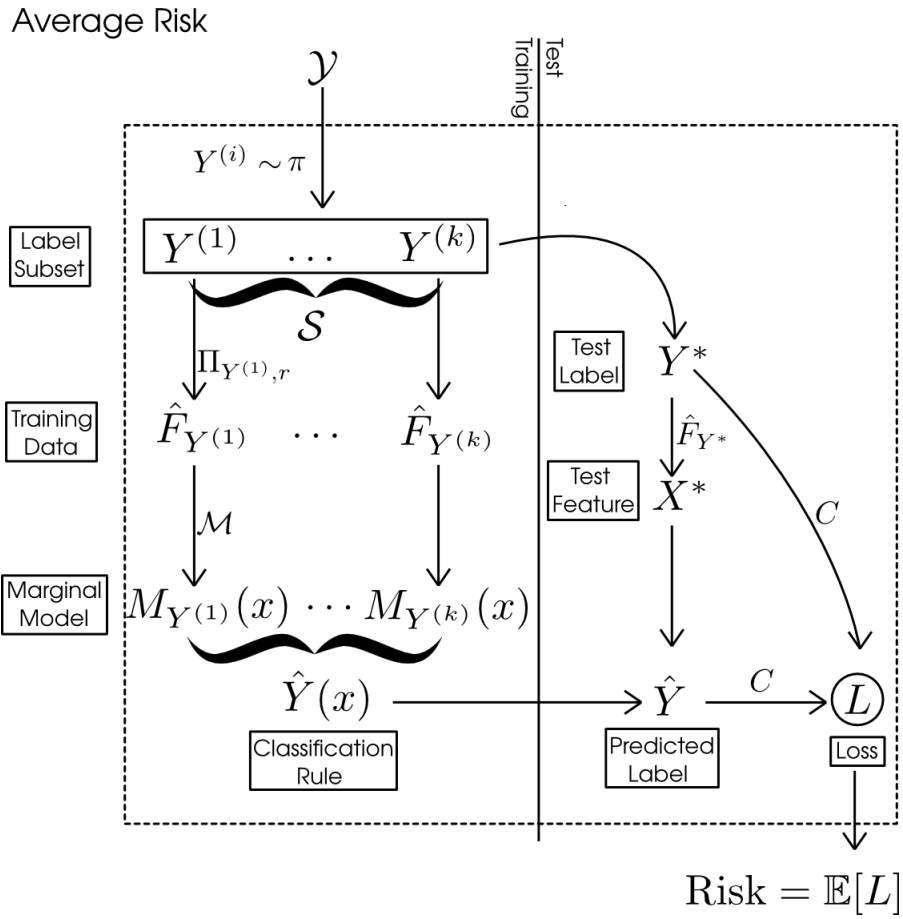 Average Risk
𝒴
Test
Training
Y^(i) ~ π
Label
Subset
Y^(1) ... Y^(k)
𝒮
Π_{Y^(1),r}
Test
Label
Y*
Training
Data
F̂_{Y^(1)} ... F̂_{Y^(k)}
F̂_{Y*}
Test
Feature
X*
C
ℳ
Marginal
Model
M_{Y^(1)}(x) ... M_{Y^(k)}(x)
Ŷ(x)
Ŷ
C
L
Classification
Rule
Predicted
Label
Loss
Risk = 𝔼[L]